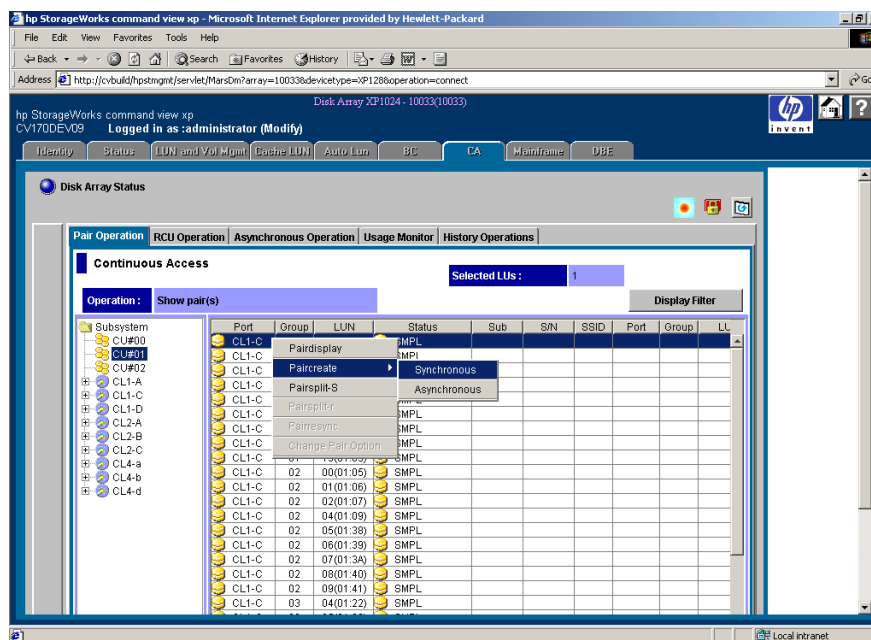 hp StorageWorks command view xp - Microsoft Internet Explorer provided by Hewlett-Packard
File Edit View Favorites Tools Help
Back Search Favorites History
Address http://cvbuild/hpstmgmt/servlet/MarsDm?array=10033&devicetype=XP128&operation=connect Go
Disk Array XP1024 - 10033(10033)
hp StorageWorks command view xp
CV170DEV09 Logged in as :administrator (Modify)
hp
invent
?
Identity Status LUN and Vol Mgmt Cache LUN Auto Lun BC CA Mainframe DBE
Disk Array Status
Pair Operation RCU Operation Asynchronous Operation Usage Monitor History Operations
Continuous Access
Selected LUs : 1
Operation : Show pair(s) Display Filter
Subsystem
CU#00
CU#01
CU#02
CL1-A
CL1-C
CL1-D
CL2-A
CL2-B
CL2-C
CL4-a
CL4-b
CL4-d
Port Group LUN Status Sub S/N SSID Port Group
CL1-C SMPL
CL1-C SMPL
CL1-C
CL1-C
CL1-C
CL1-C SMPL
CL1-C SMPL
CL1-C SMPL
CL1-C SMPL
CL1-C 02 00(01:05) SMPL
CL1-C 02 01(01:06) SMPL
CL1-C 02 02(01:07) SMPL
CL1-C 02 04(01:09) SMPL
CL1-C 02 05(01:38) SMPL
CL1-C 02 06(01:39) SMPL
CL1-C 02 07(01:3A) SMPL
CL1-C 02 08(01:40) SMPL
CL1-C 02 09(01:41) SMPL
CL1-C 03 04(01:22) SMPL
Pairdisplay
Paircreate
Pairsplit-S
Pairsplit-r
Pairresync
Change Pair Option
Synchronous
Asynchronous
Local intranet